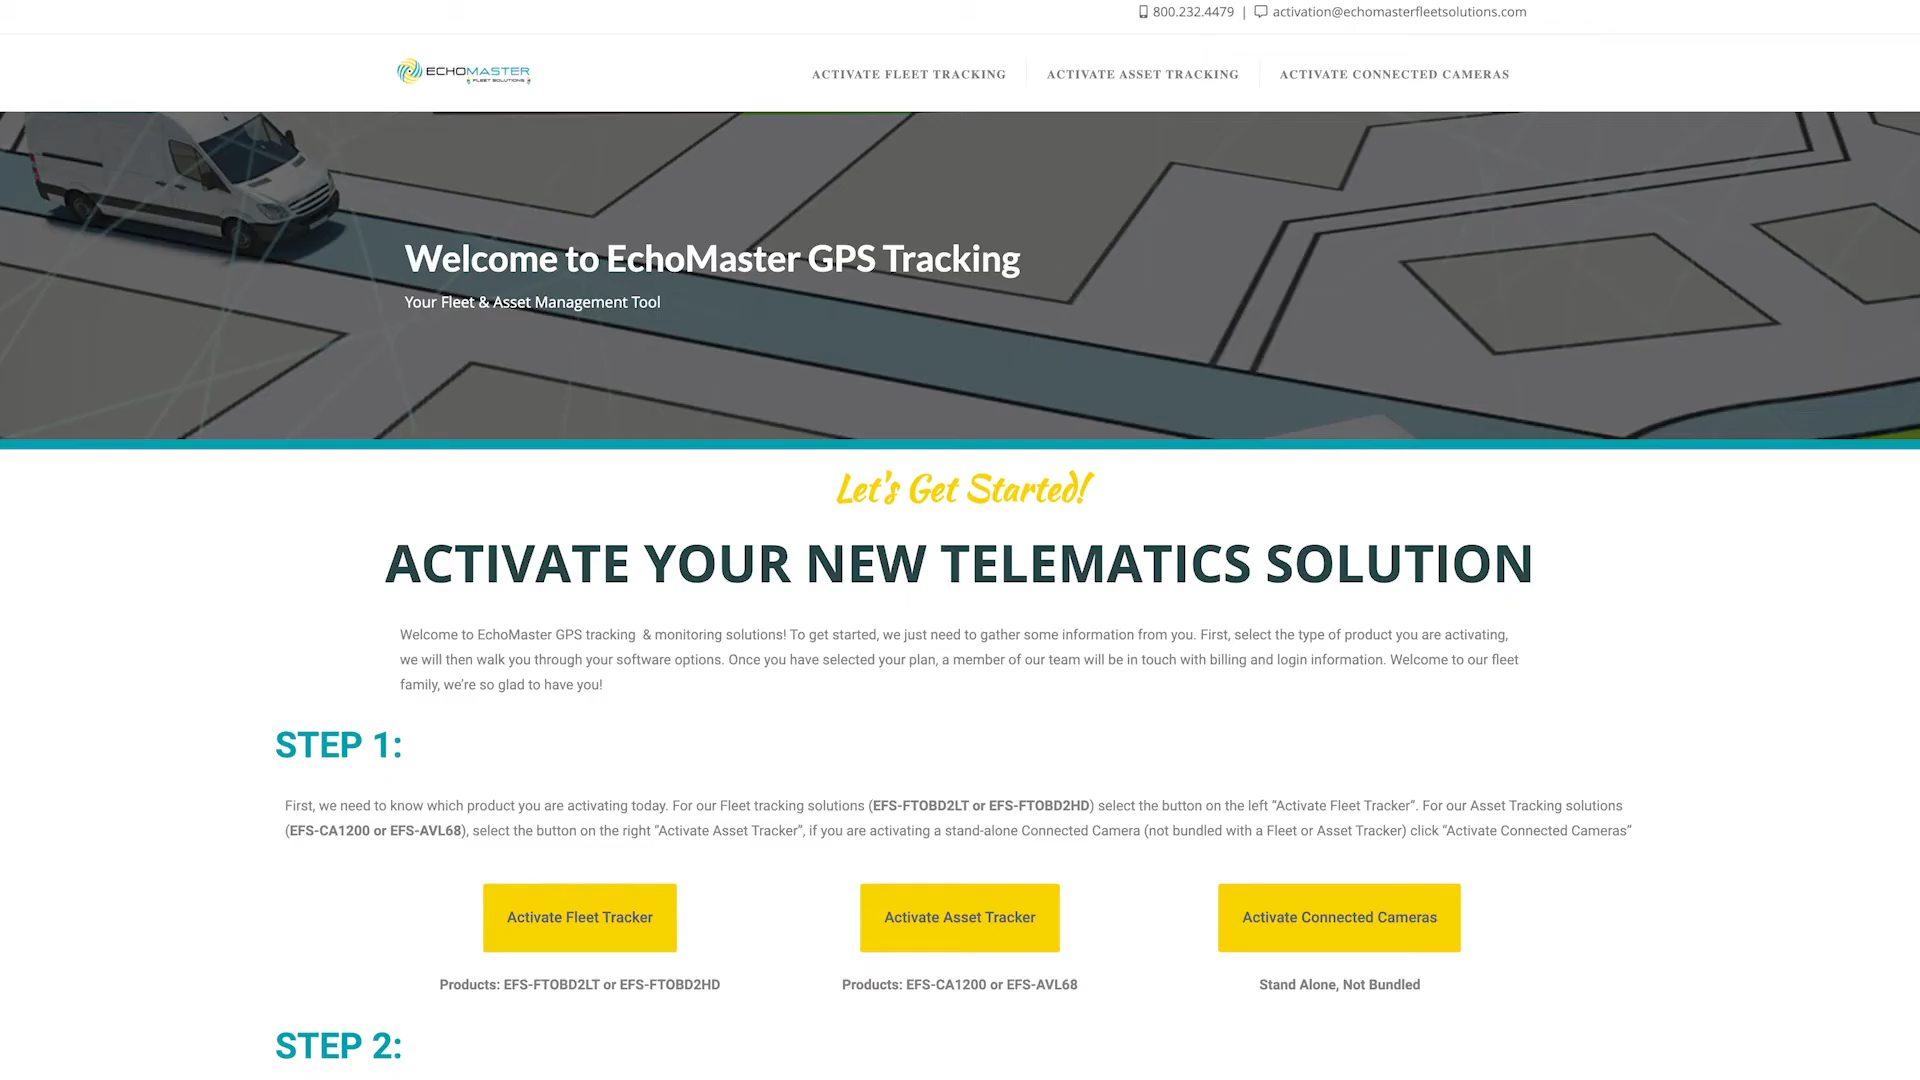 800.232.4479 | activation@echomasterfleetsolutions.com
ECHOMASTER
FLEET SOLUTIONS
ACTIVATE FLEET TRACKING
ACTIVATE ASSET TRACKING
ACTIVATE CONNECTED CAMERAS
Welcome to EchoMaster GPS Tracking
Your Fleet & Asset Management Tool
Let's Get Started!
ACTIVATE YOUR NEW TELEMATICS SOLUTION
Welcome to EchoMaster GPS tracking & monitoring solutions! To get started, we just need to gather some information from you. First, select the type of product you are activating,
we will then walk you through your software options. Once you have selected your plan, a member of our team will be in touch with billing and login information. Welcome to our fleet
family, we’re so glad to have you!
STEP 1:
First, we need to know which product you are activating today. For our Fleet tracking solutions (EFS-FTOBD2LT or EFS-FTOBD2HD) select the button on the left “Activate Fleet Tracker”. For our Asset Tracking solutions
(EFS-CA1200 or EFS-AVL68), select the button on the right “Activate Asset Tracker”, if you are activating a stand-alone Connected Camera (not bundled with a Fleet or Asset Tracker) click “Activate Connected Cameras”
Activate Fleet Tracker
Activate Asset Tracker
Activate Connected Cameras
Products: EFS-FTOBD2LT or EFS-FTOBD2HD
Products: EFS-CA1200 or EFS-AVL68
Stand Alone, Not Bundled
STEP 2: